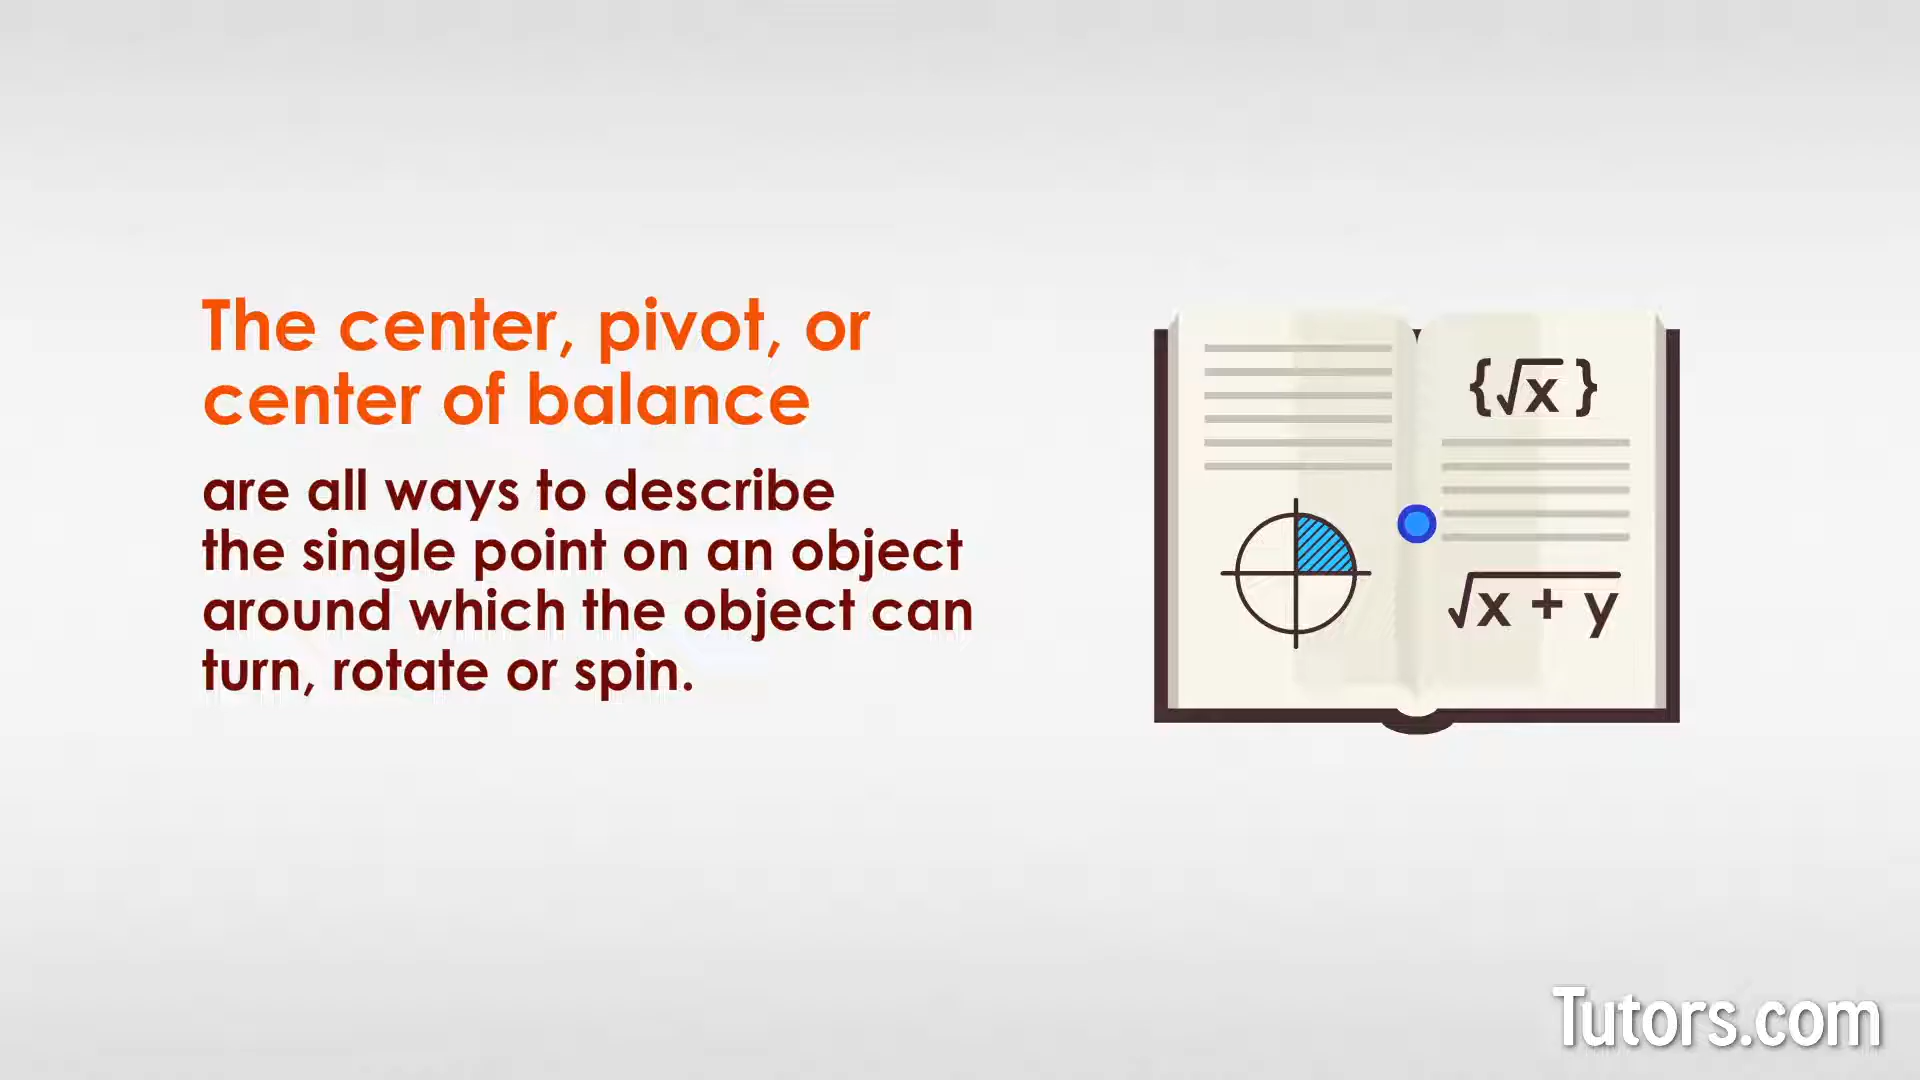 The center, pivot, or
center of balance
are all ways to describe
the single point on an object
around which the object can
turn, rotate or spin.
{√x}
√x + y
Tutors.com